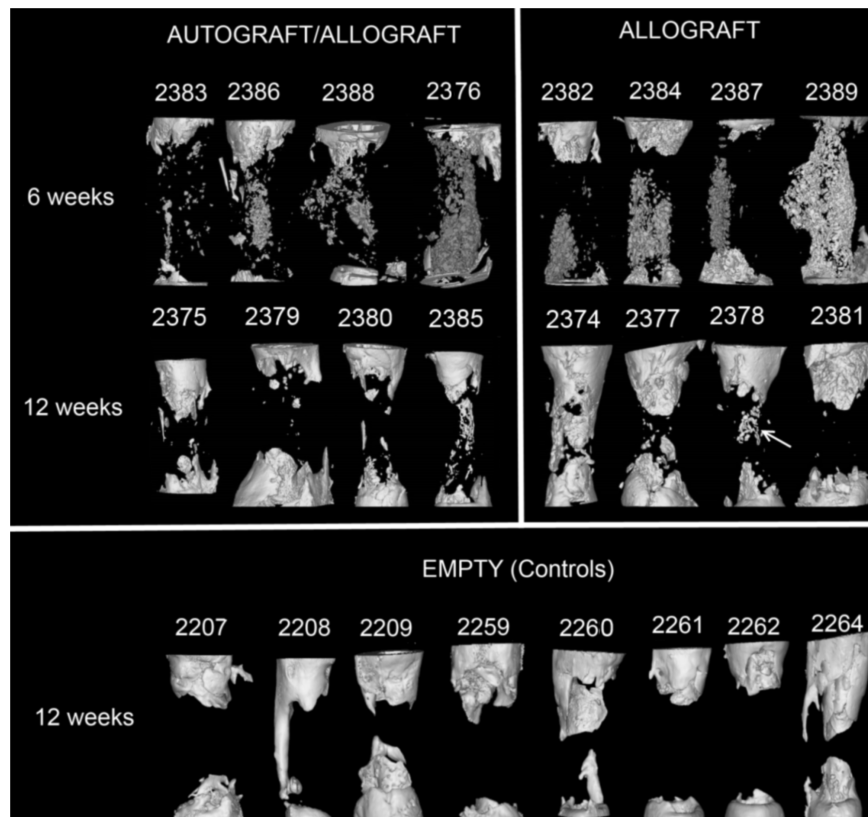 AUTOGRAFT/ALLOGRAFT
2383 2386 2388 2376
6 weeks
2375 2379 2380 2385
12 weeks
ALLOGRAFT
2382 2384 2387 2389
2374 2377 2378 2381
EMPTY (Controls)
2207 2208 2209 2259 2260 2261 2262 2264
12 weeks